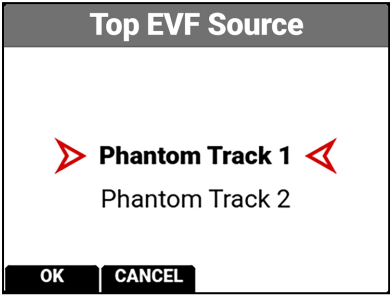 Top EVF Source
Phantom Track 1
Phantom Track 2
OK CANCEL